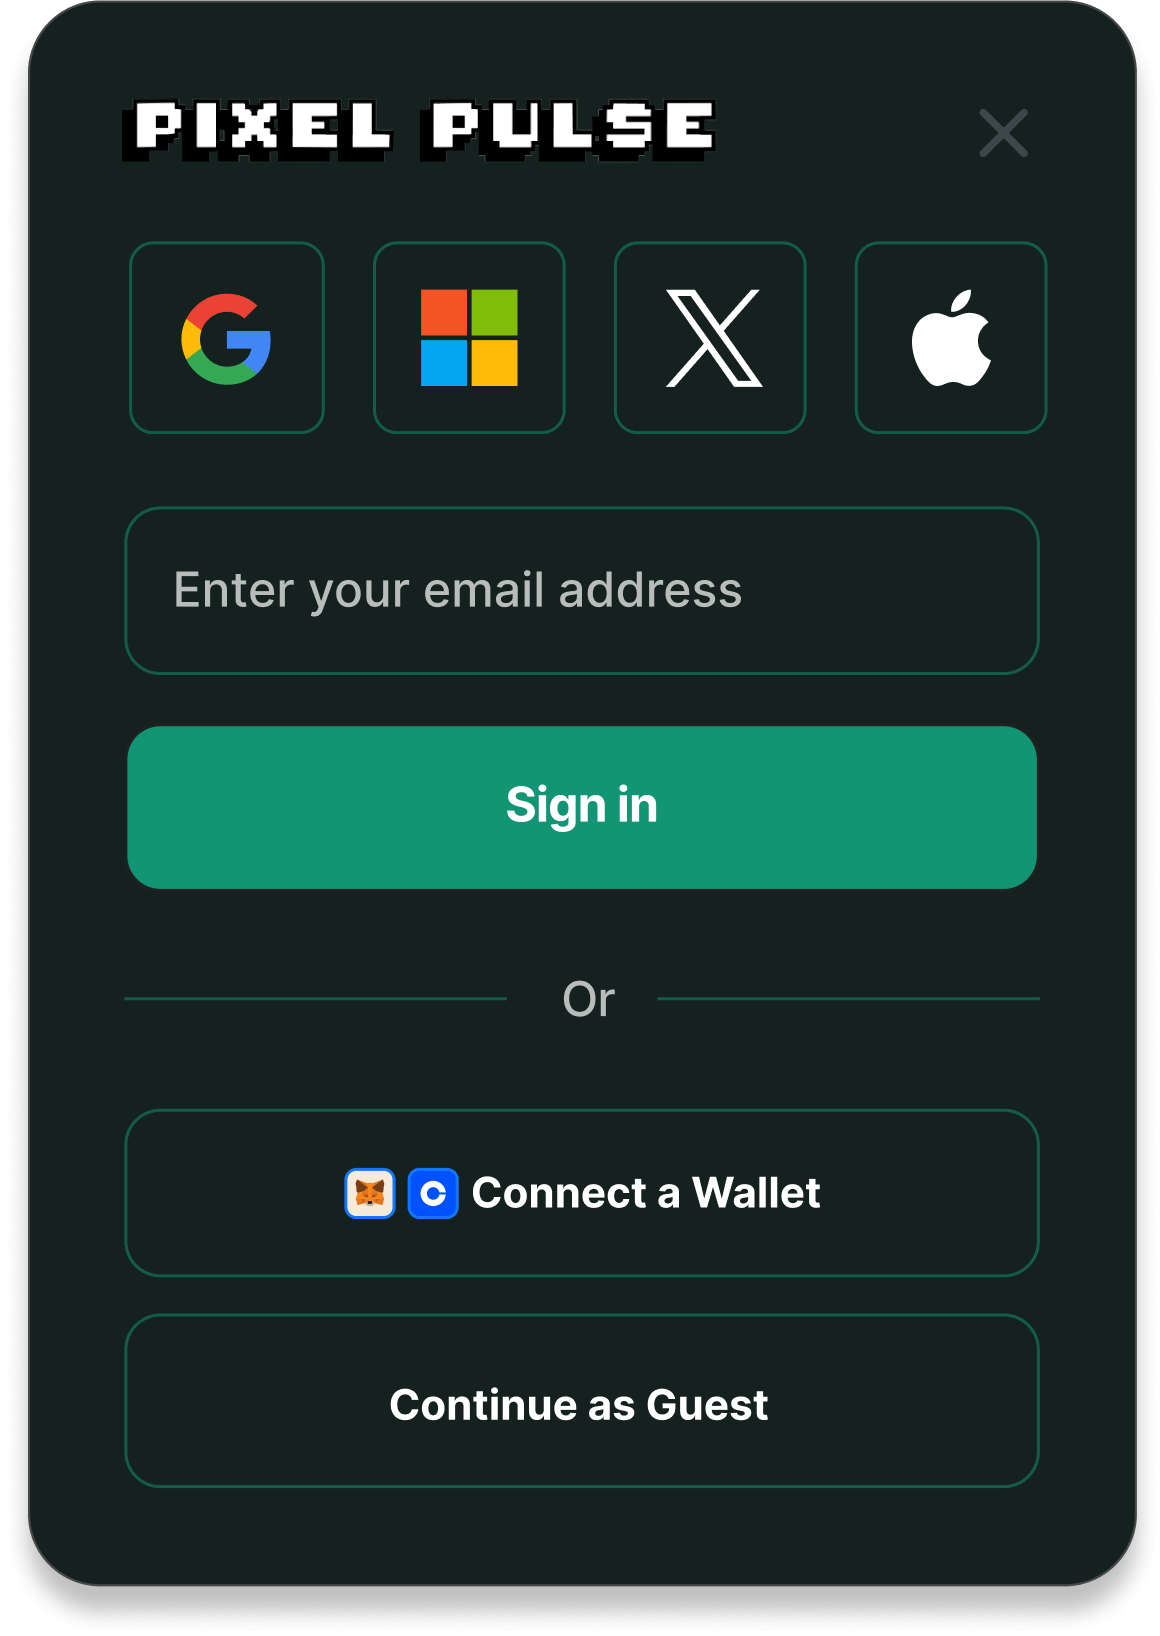 PIXEL PULSE
Enter your email address
Sign in
Or
Connect a Wallet
Continue as Guest